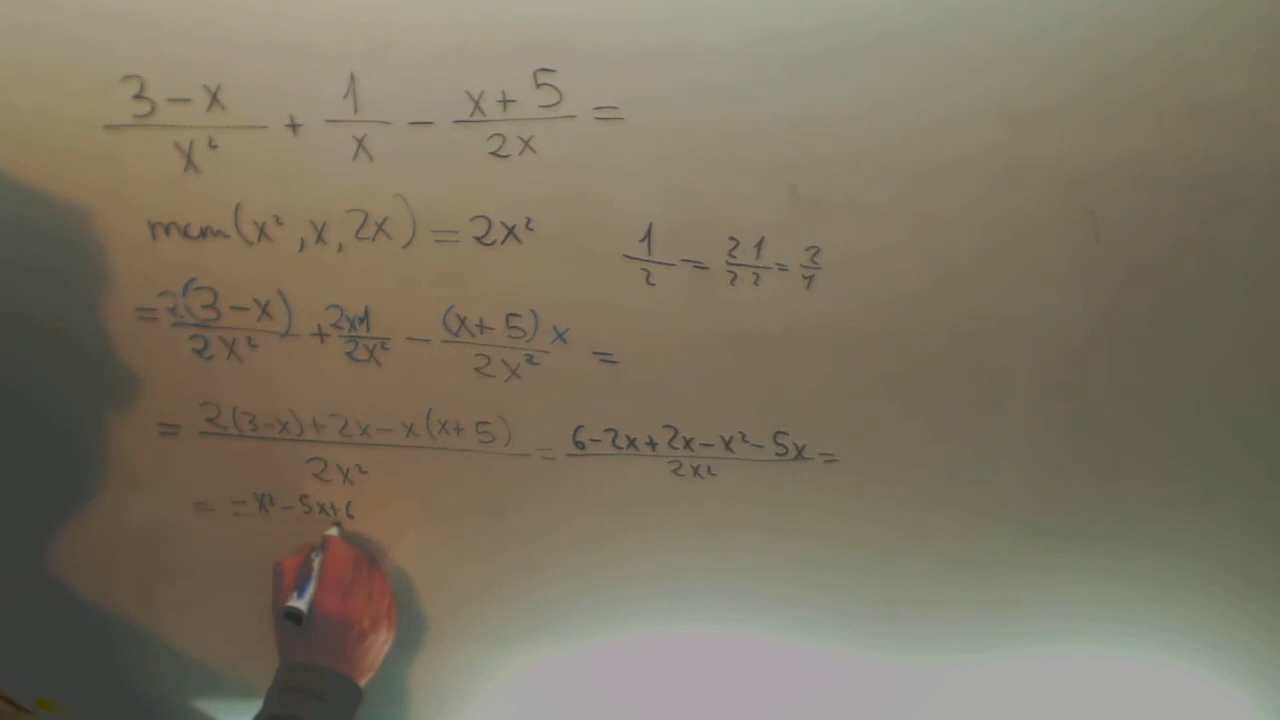 3-x/x² + 1/x - x+5/2x =
mcm(x², x, 2x) = 2x²
1/2 = 2·1/2·2 = 2/4
= 2(3-x)/2x² + 2x·1/2x² - (x+5)x/2x² =
= 2(3-x)+2x-x(x+5)/2x² = 6-2x+2x-x²-5x/2x² =
= -x²-5x+6